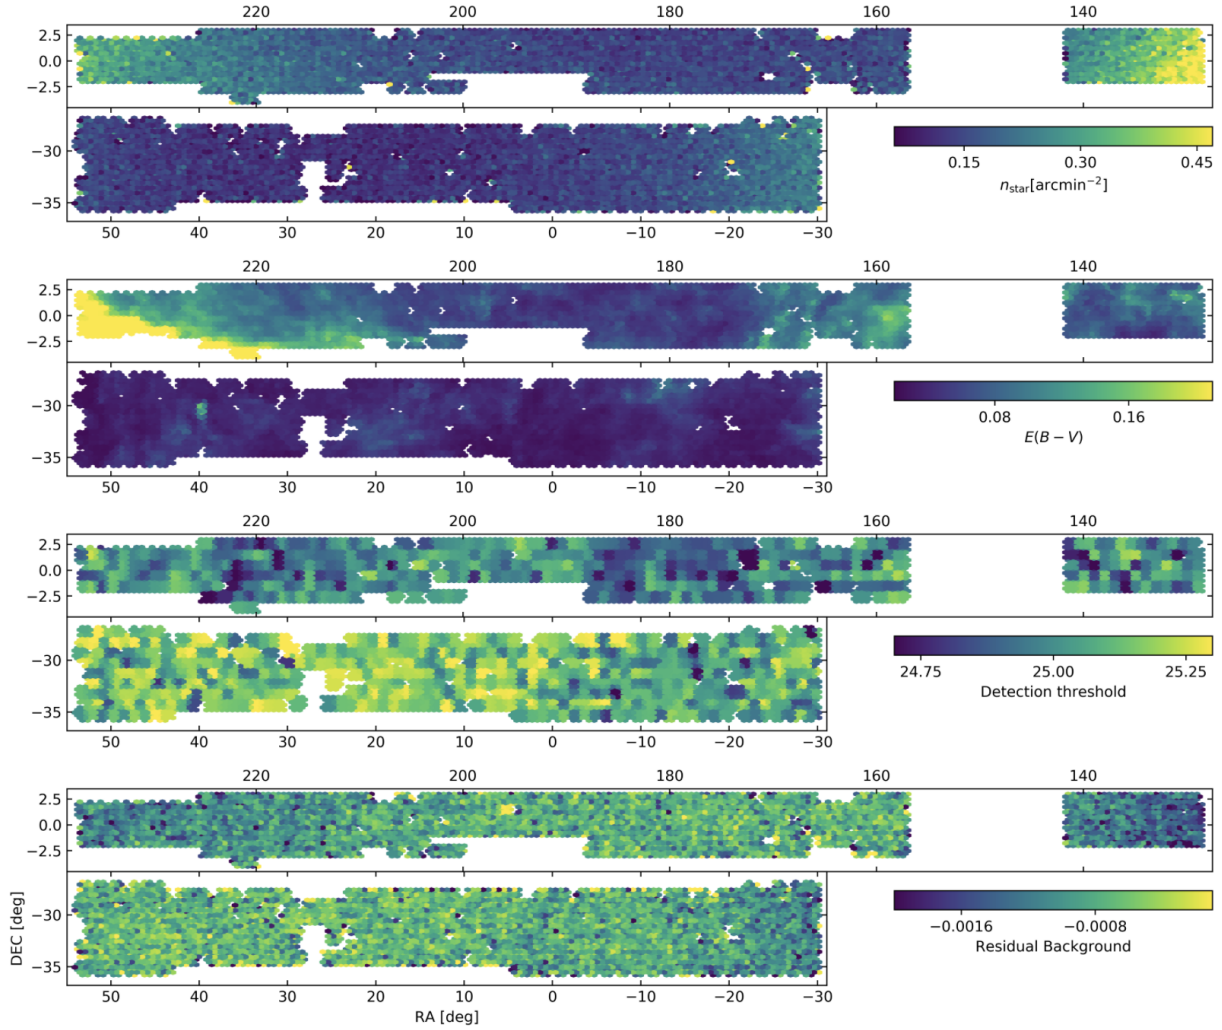 220 200 180 160 140
2.5
0.0
−2.5
−30
−35
50 40 30 20 10 0 −10 −20 −30
0.15 0.30 0.45
n_star[arcmin⁻²]
220 200 180 160 140
2.5
0.0
−2.5
−30
−35
50 40 30 20 10 0 −10 −20 −30
0.08 0.16
E(B − V)
220 200 180 160 140
2.5
0.0
−2.5
−30
−35
50 40 30 20 10 0 −10 −20 −30
24.75 25.00 25.25
Detection threshold
220 200 180 160 140
2.5
0.0
−2.5
−30
−35
50 40 30 20 10 0 −10 −20 −30
−0.0016 −0.0008
Residual Background
DEC [deg]
RA [deg]